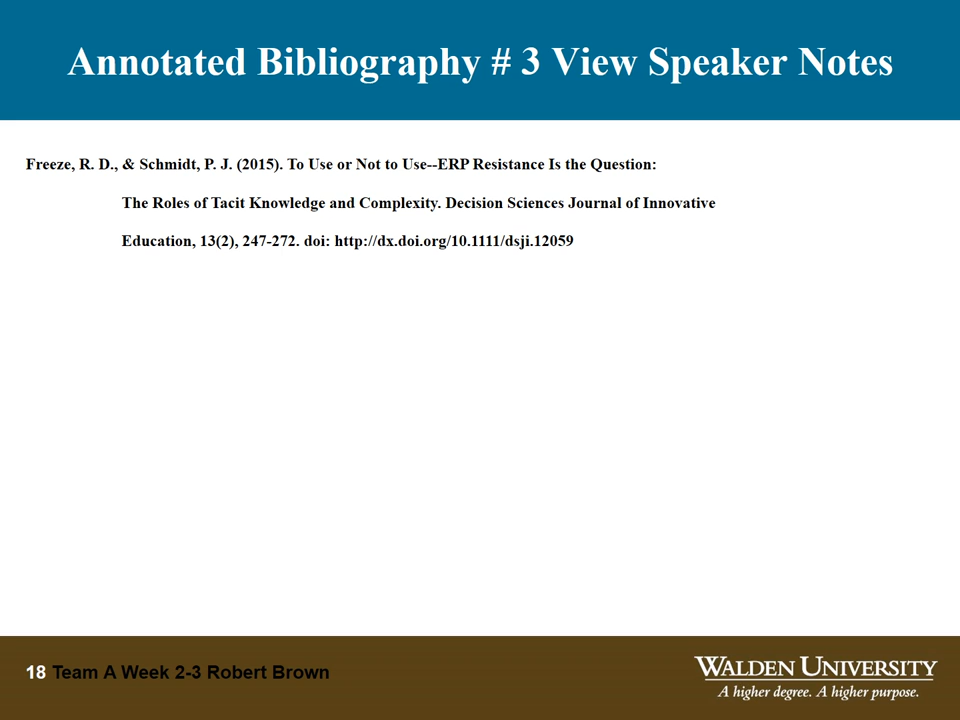 Annotated Bibliography # 3 View Speaker Notes
Freeze, R. D., & Schmidt, P. J. (2015). To Use or Not to Use--ERP Resistance Is the Question:
The Roles of Tacit Knowledge and Complexity. Decision Sciences Journal of Innovative
Education, 13(2), 247-272. doi: http://dx.doi.org/10.1111/dsji.12059
18 Team A Week 2-3 Robert Brown
WALDEN UNIVERSITY
A higher degree. A higher purpose.